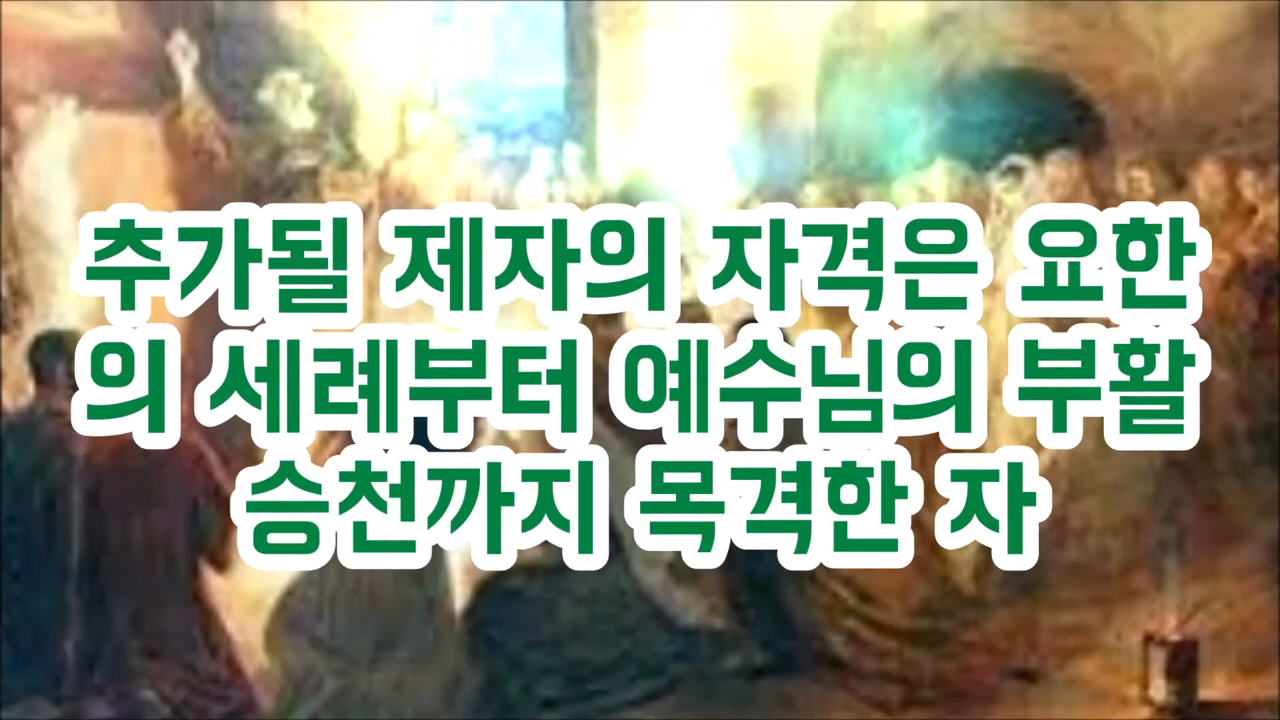 추가될 제자의 자격은 요한
의 세례부터 예수님의 부활
승천까지 목격한 자